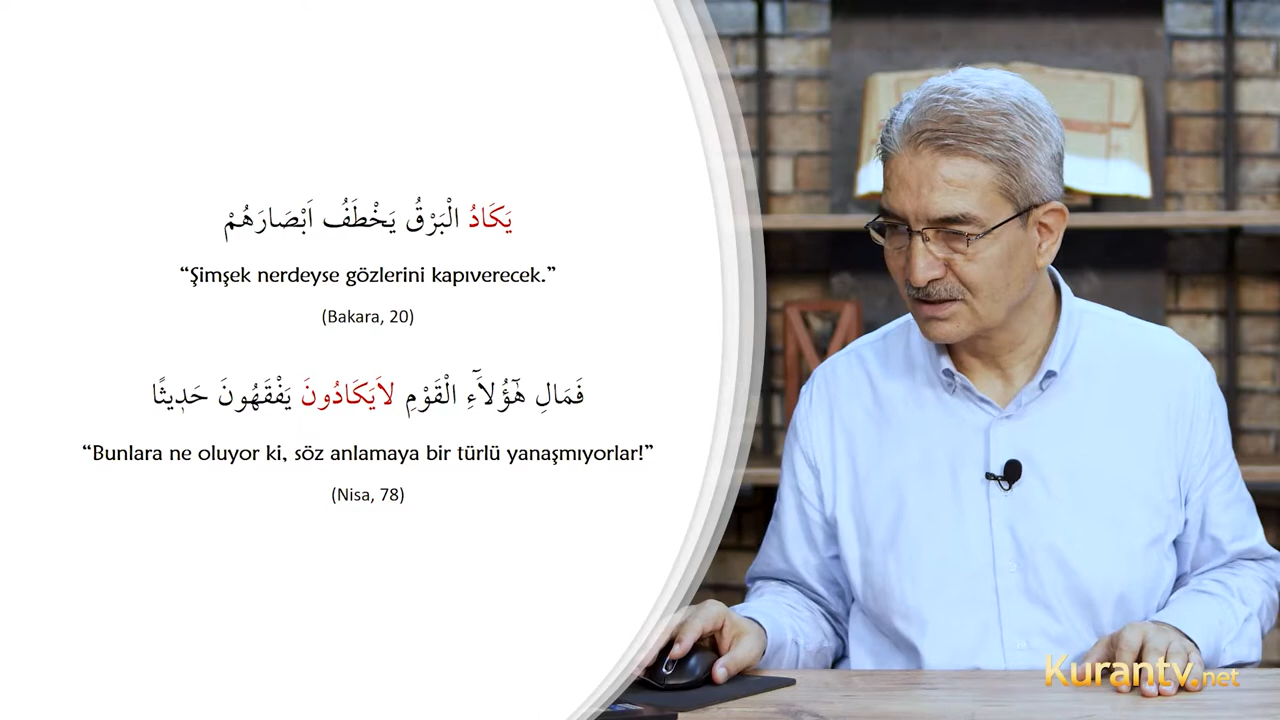 يَكَادُ الْبَرْقُ يَخْطَفُ اَبْصَارَهُمْ
“Şimşek nerdeyse gözlerini kapıverecek.”
(Bakara, 20)
فَمَالِ هٰٓؤُ۬لَٓاءِ الْقَوْمِ لاَيَكَادُونَ يَفْقَهُونَ حَد۪يثًا
“Bunlara ne oluyor ki, söz anlamaya bir türlü yanaşmıyorlar!”
(Nisa, 78)
Kurantv.net